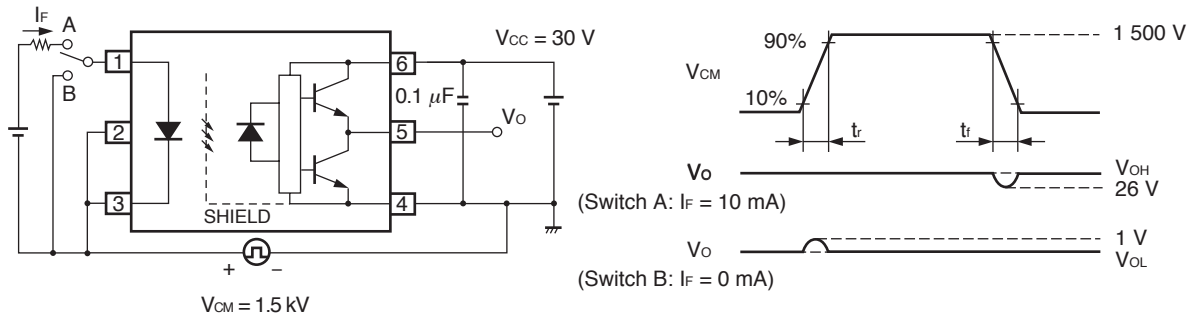 IF
A
B
1
2
3
6
5
4
SHIELD
VCC = 30 V
0.1 μF
VO
+
−
VCM = 1.5 kV
90%
VCM
10%
tr
tf
1 500 V
VO
VOH
26 V
(Switch A: IF = 10 mA)
VO
1 V
VOL
(Switch B: IF = 0 mA)